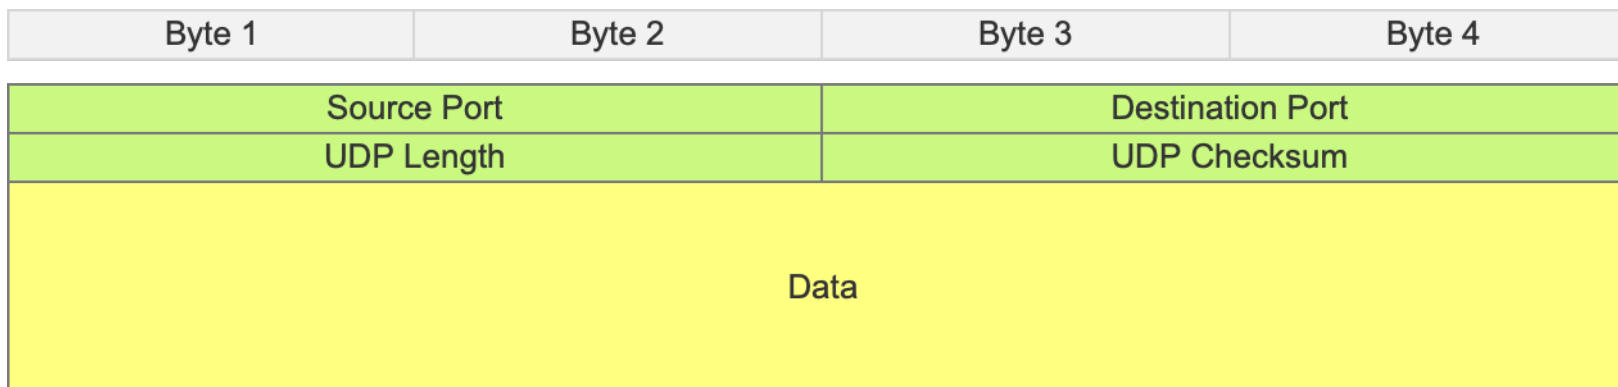 Byte 1 Byte 2 Byte 3 Byte 4
Source Port Destination Port
UDP Length UDP Checksum
Data